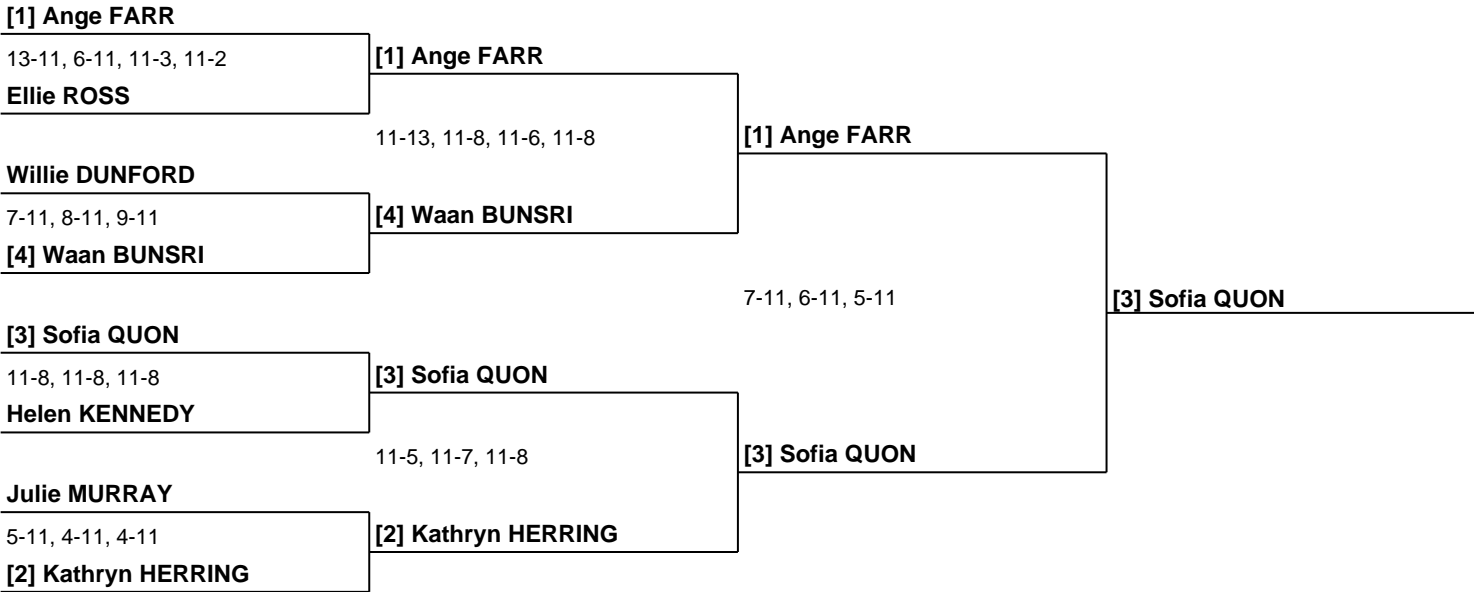 [1] Ange FARR
13-11, 6-11, 11-3, 11-2
[1] Ange FARR
Ellie ROSS
11-13, 11-8, 11-6, 11-8
[1] Ange FARR
Willie DUNFORD
7-11, 8-11, 9-11
[4] Waan BUNSRI
[4] Waan BUNSRI
7-11, 6-11, 5-11
[3] Sofia QUON
[3] Sofia QUON
11-8, 11-8, 11-8
[3] Sofia QUON
Helen KENNEDY
11-5, 11-7, 11-8
[3] Sofia QUON
Julie MURRAY
5-11, 4-11, 4-11
[2] Kathryn HERRING
[2] Kathryn HERRING